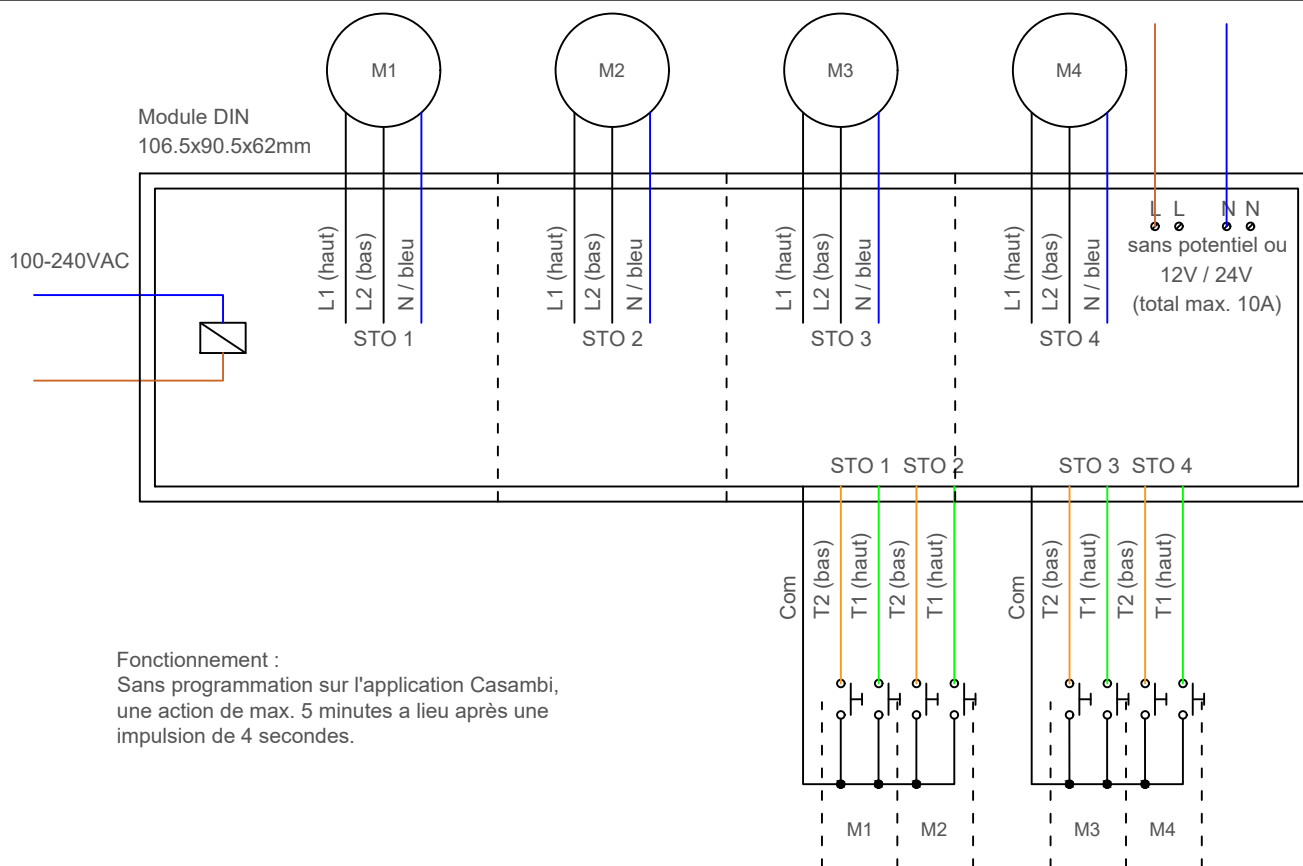 M1
M2
M3
M4
Module DIN
106.5x90.5x62mm
100-240VAC
L1 (haut)
L2 (bas)
N / bleu
STO 1
L1 (haut)
L2 (bas)
N / bleu
STO 2
L1 (haut)
L2 (bas)
N / bleu
STO 3
L1 (haut)
L2 (bas)
N / bleu
STO 4
L L N N
sans potentiel ou
12V / 24V
(total max. 10A)
STO 1 STO 2
STO 3 STO 4
Com
T2 (bas)
T1 (haut)
T2 (bas)
T1 (haut)
Com
T2 (bas)
T1 (haut)
T2 (bas)
T1 (haut)
Fonctionnement :
Sans programmation sur l'application Casambi,
une action de max. 5 minutes a lieu après une
impulsion de 4 secondes.
M1
M2
M3
M4